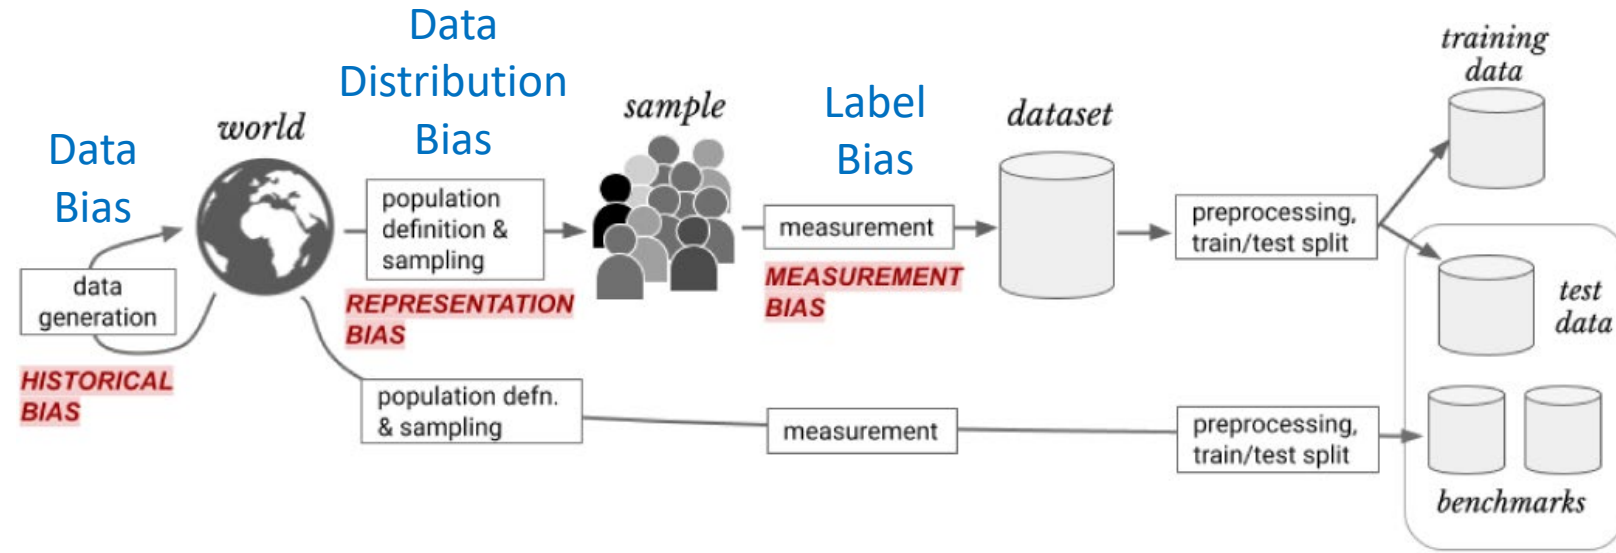 Data
Bias
data
generation
HISTORICAL
BIAS
world
Data
Distribution
Bias
population
definition &
sampling
REPRESENTATION
BIAS
sample
Label
Bias
measurement
MEASUREMENT
BIAS
dataset
preprocessing,
train/test split
training
data
test
data
population defn.
& sampling
measurement
preprocessing,
train/test split
benchmarks